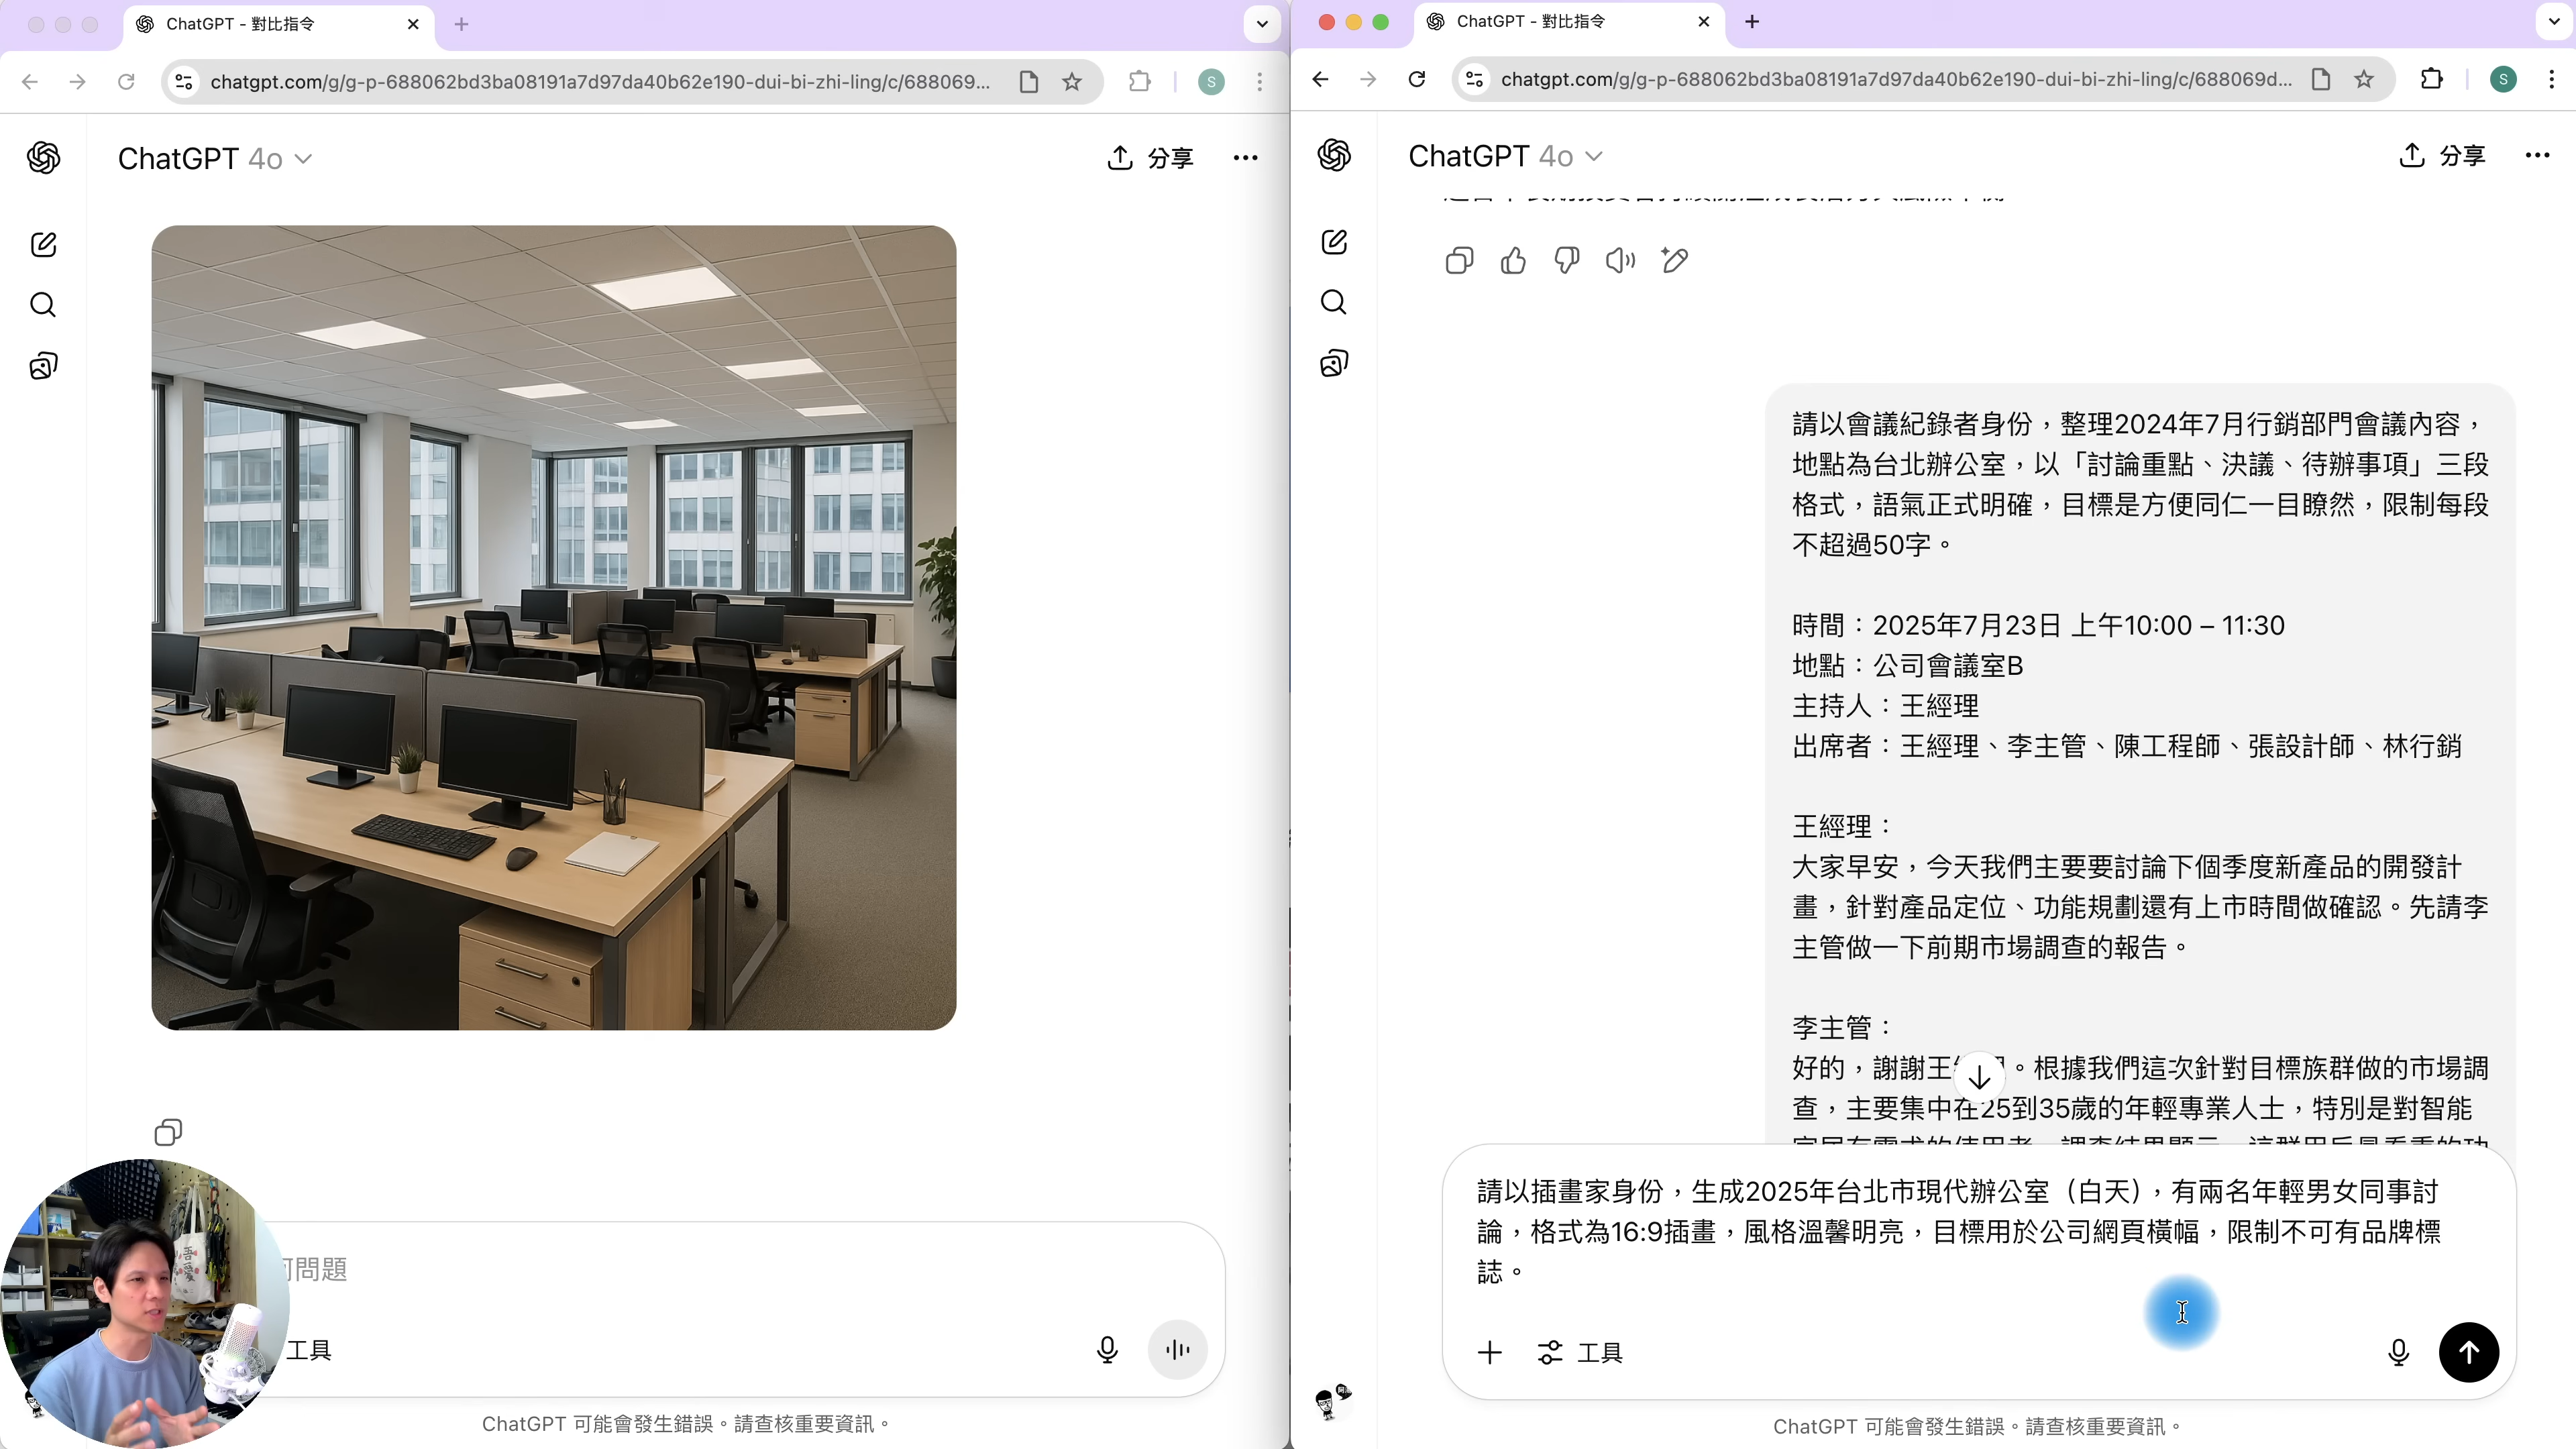 ChatGPT - 對比指令
chatgpt.com/g/g-p-688062bd3ba08191a7d97da40b62e190-dui-bi-zhi-ling/c/688069...
S
ChatGPT 4o
分享
問題
工具
ChatGPT 可能會發生錯誤。請查核重要資訊。
ChatGPT - 對比指令
chatgpt.com/g/g-p-688062bd3ba08191a7d97da40b62e190-dui-bi-zhi-ling/c/688069d...
S
ChatGPT 4o
分享
請以會議紀錄者身份，整理2024年7月行銷部門會議內容，
地點為台北辦公室，以「討論重點、決議、待辦事項」三段
格式，語氣正式明確，目標是方便同仁一目瞭然，限制每段
不超過50字。
時間：2025年7月23日 上午10:00 – 11:30
地點：公司會議室B
主持人：王經理
出席者：王經理、李主管、陳工程師、張設計師、林行銷
王經理：
大家早安，今天我們主要要討論下個季度新產品的開發計
畫，針對產品定位、功能規劃還有上市時間做確認。先請李
主管做一下前期市場調查的報告。
李主管：
好的，謝謝王。根據我們這次針對目標族群做的市場調
查，主要集中在25到35歲的年輕專業人士，特別是對智能
請以插畫家身份，生成2025年台北市現代辦公室（白天），有兩名年輕男女同事討
論，格式為16:9插畫，風格溫馨明亮，目標用於公司網頁橫幅，限制不可有品牌標
誌。
工具
ChatGPT 可能會發生錯誤。請查核重要資訊。